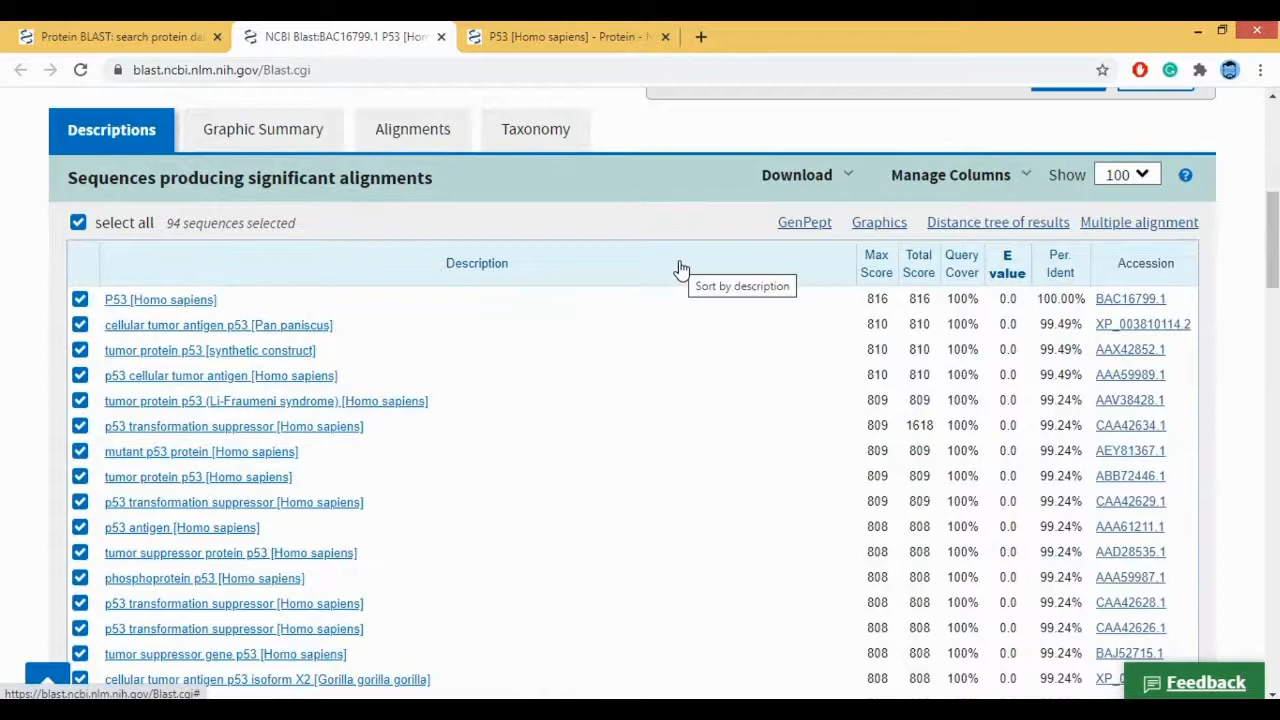 Protein BLAST: search protein da
NCBI Blast:BAC16799.1 P53 [Hom
P53 [Homo sapiens] - Protein - N
blast.ncbi.nlm.nih.gov/Blast.cgi
Descriptions Graphic Summary Alignments Taxonomy
Sequences producing significant alignments Download Manage Columns Show 100 ?
select all 94 sequences selected GenPept Graphics Distance tree of results Multiple alignment
Description Max Score Total Score Query Cover E value Per. Ident Accession
Sort by description
P53 [Homo sapiens] 816 816 100% 0.0 100.00% BAC16799.1
cellular tumor antigen p53 [Pan paniscus] 810 810 100% 0.0 99.49% XP_003810114.2
tumor protein p53 [synthetic construct] 810 810 100% 0.0 99.49% AAX42852.1
p53 cellular tumor antigen [Homo sapiens] 810 810 100% 0.0 99.49% AAA59989.1
tumor protein p53 (Li-Fraumeni syndrome) [Homo sapiens] 809 809 100% 0.0 99.24% AAV38428.1
p53 transformation suppressor [Homo sapiens] 809 1618 100% 0.0 99.24% CAA42634.1
mutant p53 protein [Homo sapiens] 809 809 100% 0.0 99.24% AEY81367.1
tumor protein p53 [Homo sapiens] 809 809 100% 0.0 99.24% ABB72446.1
p53 transformation suppressor [Homo sapiens] 809 809 100% 0.0 99.24% CAA42629.1
p53 antigen [Homo sapiens] 808 808 100% 0.0 99.24% AAA61211.1
tumor suppressor protein p53 [Homo sapiens] 808 808 100% 0.0 99.24% AAD28535.1
phosphoprotein p53 [Homo sapiens] 808 808 100% 0.0 99.24% AAA59987.1
p53 transformation suppressor [Homo sapiens] 808 808 100% 0.0 99.24% CAA42628.1
p53 transformation suppressor [Homo sapiens] 808 808 100% 0.0 99.24% CAA42626.1
tumor suppressor gene p53 [Homo sapiens] 808 808 100% 0.0 99.24% BAJ52715.1
cellular tumor antigen p53 isoform X2 [Gorilla gorilla gorilla] 808 808 100% 0.0 99.24% XP_0
Feedback
https://blast.ncbi.nlm.nih.gov/Blast.cgi#